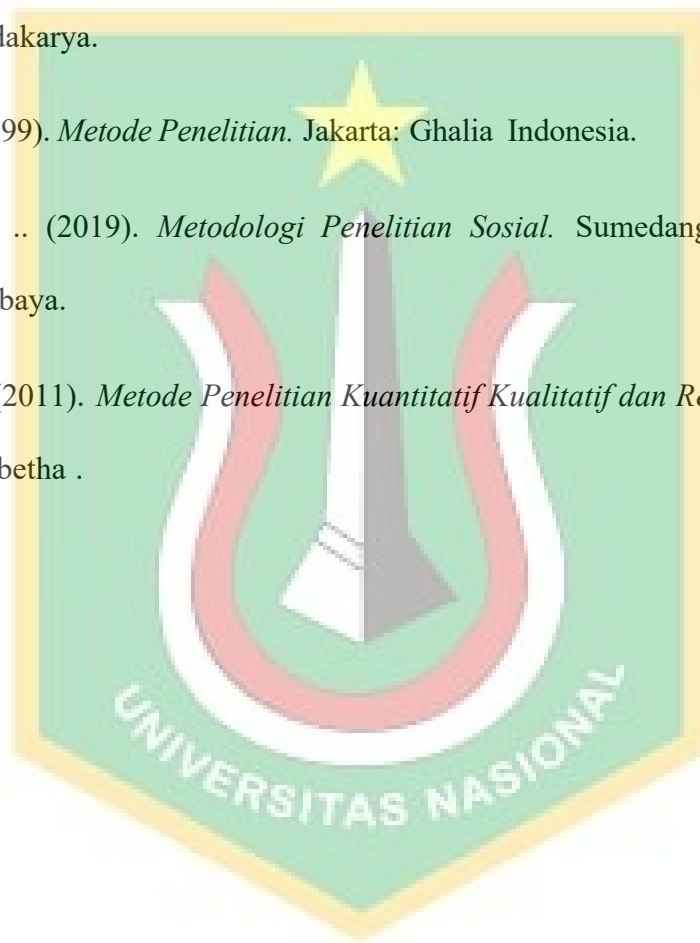 dakarya.
99). Metode Penelitian. Jakarta: Ghalia Indonesia.
.. (2019). Metodologi Penelitian Sosial. Sumedang
baya.
(2011). Metode Penelitian Kuantitatif Kualitatif dan R
betha .
UNIVERSITAS NASIONAL